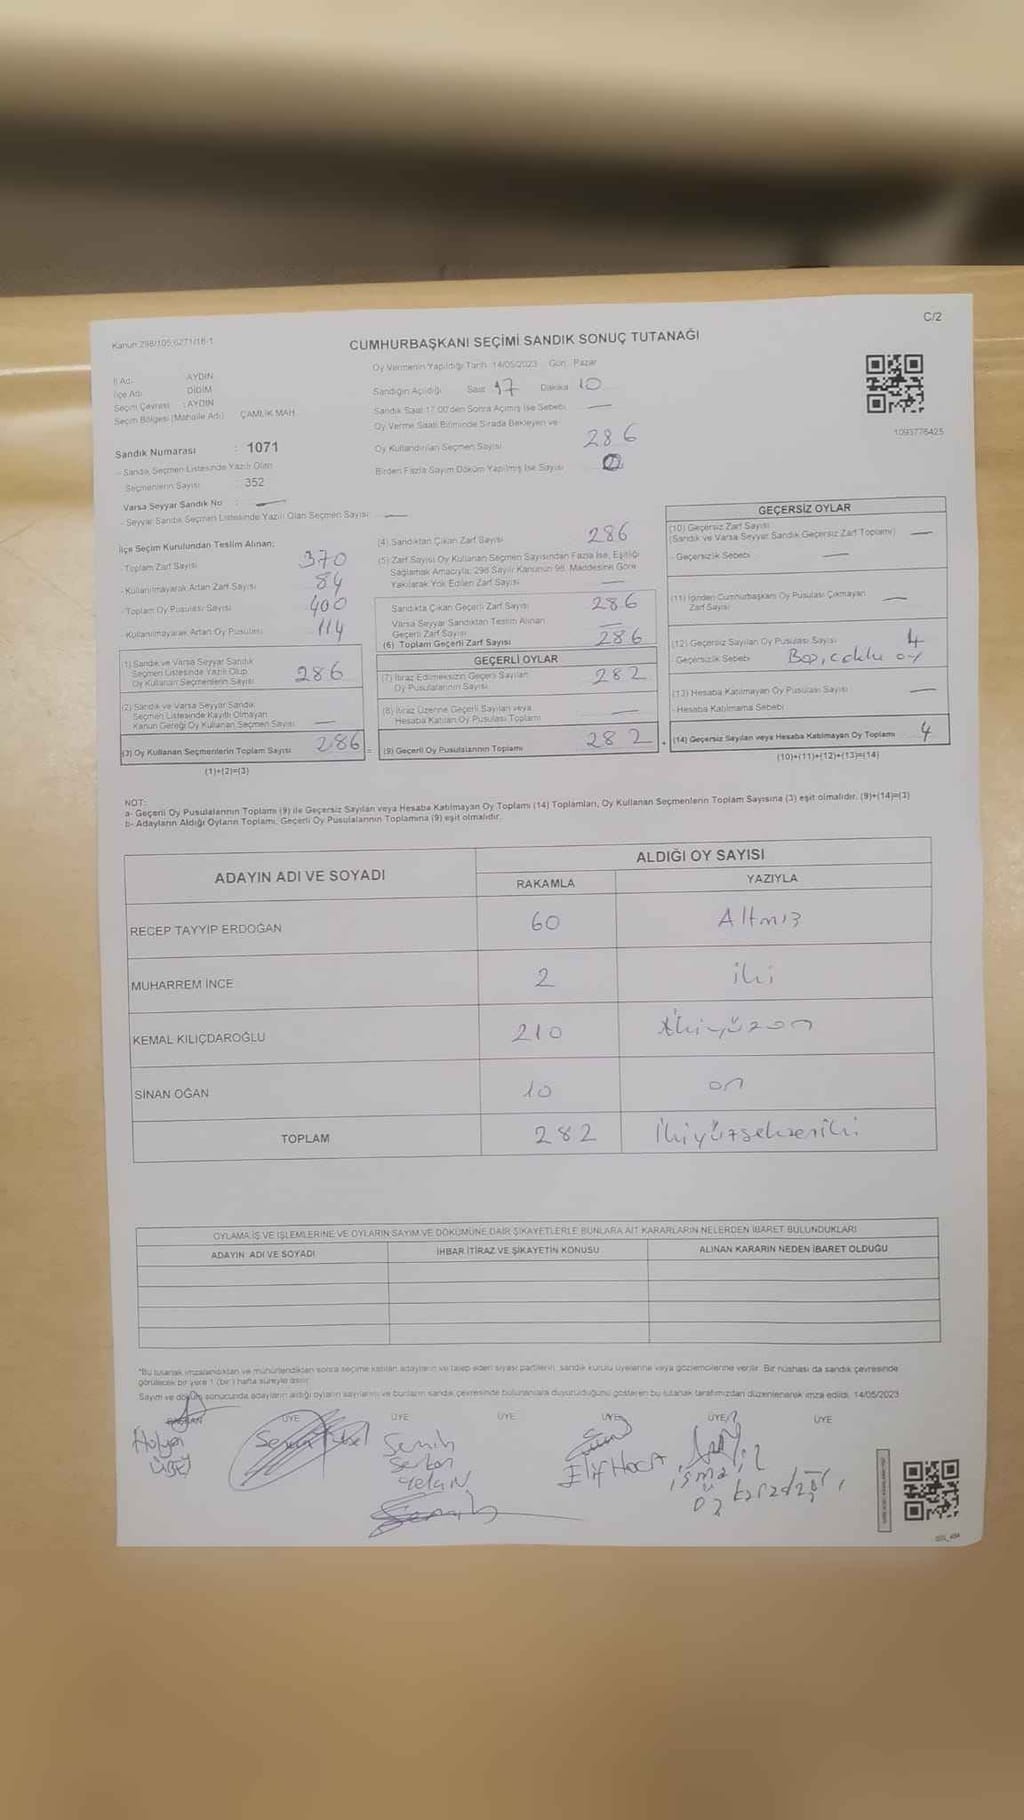 C/2
Kanun:298/105;6271/16-1
CUMHURBAŞKANI SEÇİMİ SANDIK SONUÇ TUTANAĞI
Oy Vermenin Yapıldığı Tarih: 14/05/2023 Gün: Pazar
İl Adı : AYDIN
İlçe Adı : DİDİM
Seçim Çevresi : AYDIN
Seçim Bölgesi (Mahalle Adı) : ÇAMLIK MAH.
Sandığın Açıldığı Saat 17 Dakika 10
Sandık Saat 17.00'den Sonra Açılmış İse Sebebi —
Oy Verme Saati Bitiminde Sırada Bekleyen ve
Oy Kullandırılan Seçmen Sayısı 286
Birden Fazla Sayım Döküm Yapılmış İse Sayısı
1093776425
Sandık Numarası : 1071
- Sandık Seçmen Listesinde Yazılı Olan
Seçmenlerin Sayısı : 352
Varsa Seyyar Sandık No : —
- Seyyar Sandık Seçmen Listesinde Yazılı Olan Seçmen Sayısı: —
İlçe Seçim Kurulundan Teslim Alınan;
- Toplam Zarf Sayısı 370
- Kullanılmayarak Artan Zarf Sayısı 84
- Toplam Oy Pusulası Sayısı 400
- Kullanılmayarak Artan Oy Pusulası 114
(1) Sandık ve Varsa Seyyar Sandık
Seçmen Listesinde Yazılı Olup
Oy Kullanan Seçmenlerin Sayısı 286
(2) Sandık ve Varsa Seyyar Sandık
Seçmen Listesinde Kayıtlı Olmayan
Kanun Gereği Oy Kullanan Seçmen Sayısı —
(3) Oy Kullanan Seçmenlerin Toplam Sayısı 286 =
(1)+(2)=(3)
(4) Sandıktan Çıkan Zarf Sayısı 286
(5) Zarf Sayısı Oy Kullanan Seçmen Sayısından Fazla İse, Eşitliği
Sağlamak Amacıyla; 298 Sayılı Kanunun 98. Maddesine Göre
Yakılarak Yok Edilen Zarf Sayısı —
Sandıkta Çıkan Geçerli Zarf Sayısı 286
Varsa Seyyar Sandıktan Teslim Alınan
Geçerli Zarf Sayısı —
(6) Toplam Geçerli Zarf Sayısı 286
GEÇERLİ OYLAR
(7) İtiraz Edilmeksizin Geçerli Sayılan
Oy Pusulalarının Sayısı 282
(8) İtiraz Üzerine Geçerli Sayılan veya
Hesaba Katılan Oy Pusulası Toplamı —
(9) Geçerli Oy Pusulalarının Toplamı 282 +
GEÇERSİZ OYLAR
(10) Geçersiz Zarf Sayısı
(Sandık ve Varsa Seyyar Sandık Geçersiz Zarf Toplamı) —
- Geçersizlik Sebebi —
(11) İçinden Cumhurbaşkanı Oy Pusulası Çıkmayan
Zarf Sayısı —
(12) Geçersiz Sayılan Oy Pusulası Sayısı 4
Geçersizlik Sebebi Boş,
oy
(13) Hesaba Katılmayan Oy Pusulası Sayısı —
- Hesaba Katılmama Sebebi
(14) Geçersiz Sayılan veya Hesaba Katılmayan Oy Toplamı 4
(10)+(11)+(12)+(13)=(14)
NOT:
a- Geçerli Oy Pusulalarının Toplamı (9) ile Geçersiz Sayılan veya Hesaba Katılmayan Oy Toplamı (14) Toplamları, Oy Kullanan Seçmenlerin Toplam Sayısına (3) eşit olmalıdır. (9)+(14)=(3)
b- Adayların Aldığı Oyların Toplamı, Geçerli Oy Pusulalarının Toplamına (9) eşit olmalıdır.
ADAYIN ADI VE SOYADI
ALDIĞI OY SAYISI
RAKAMLA YAZIYLA
RECEP TAYYİP ERDOĞAN 60 Altmış
MUHARREM İNCE 2 iki
KEMAL KILIÇDAROĞLU 210 ikiyüzon
SİNAN OĞAN 10 on
TOPLAM 282 İkiyüzsekseniki
OYLAMA İŞ VE İŞLEMLERİNE VE OYLARIN SAYIM VE DÖKÜMÜNE DAİR ŞİKAYETLERLE BUNLARA AİT KARARLARIN NELERDEN İBARET BULUNDUKLARI
ADAYIN ADI VE SOYADI İHBAR İTİRAZ VE ŞİKAYETİN KONUSU ALINAN KARARIN NEDEN İBARET OLDUĞU
*Bu tutanak imzalandıktan ve mühürlendikten sonra seçime katılan adayların ve talep eden siyasi partilerin, sandık kurulu üyelerine veya gözlemcilerine verilir. Bir nüshası da sandık çevresinde
görülecek bir yere 1 (bir) hafta süreyle asılır.
Sayım ve döküm sonucunda adayların aldığı oyların sayılarını ve bunların sandık çevresinde bulunanlara duyurulduğunu gösteren bu tutanak tarafımızdan düzenlenerek imza edildi. 14/05/2023
BAŞKAN ÜYE ÜYE ÜYE ÜYE ÜYE ÜYE
Hülya
Semih
Serkan
Elif HOCA
ismail